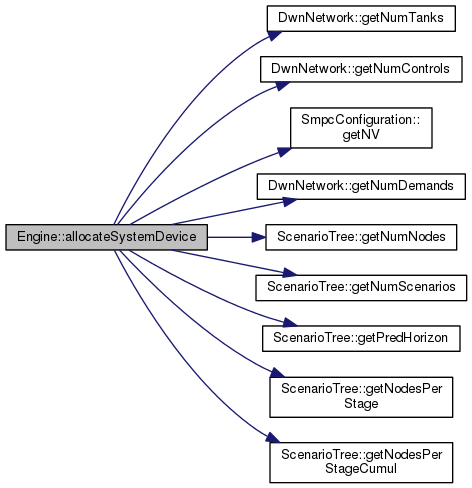 DwnNetwork::getNumTanks
DwnNetwork::getNumControls
SmpcConfiguration::
getNV
DwnNetwork::getNumDemands
Engine::allocateSystemDevice
ScenarioTree::getNumNodes
ScenarioTree::getNumScenarios
ScenarioTree::getPredHorizon
ScenarioTree::getNodesPer
Stage
ScenarioTree::getNodesPer
StageCumul